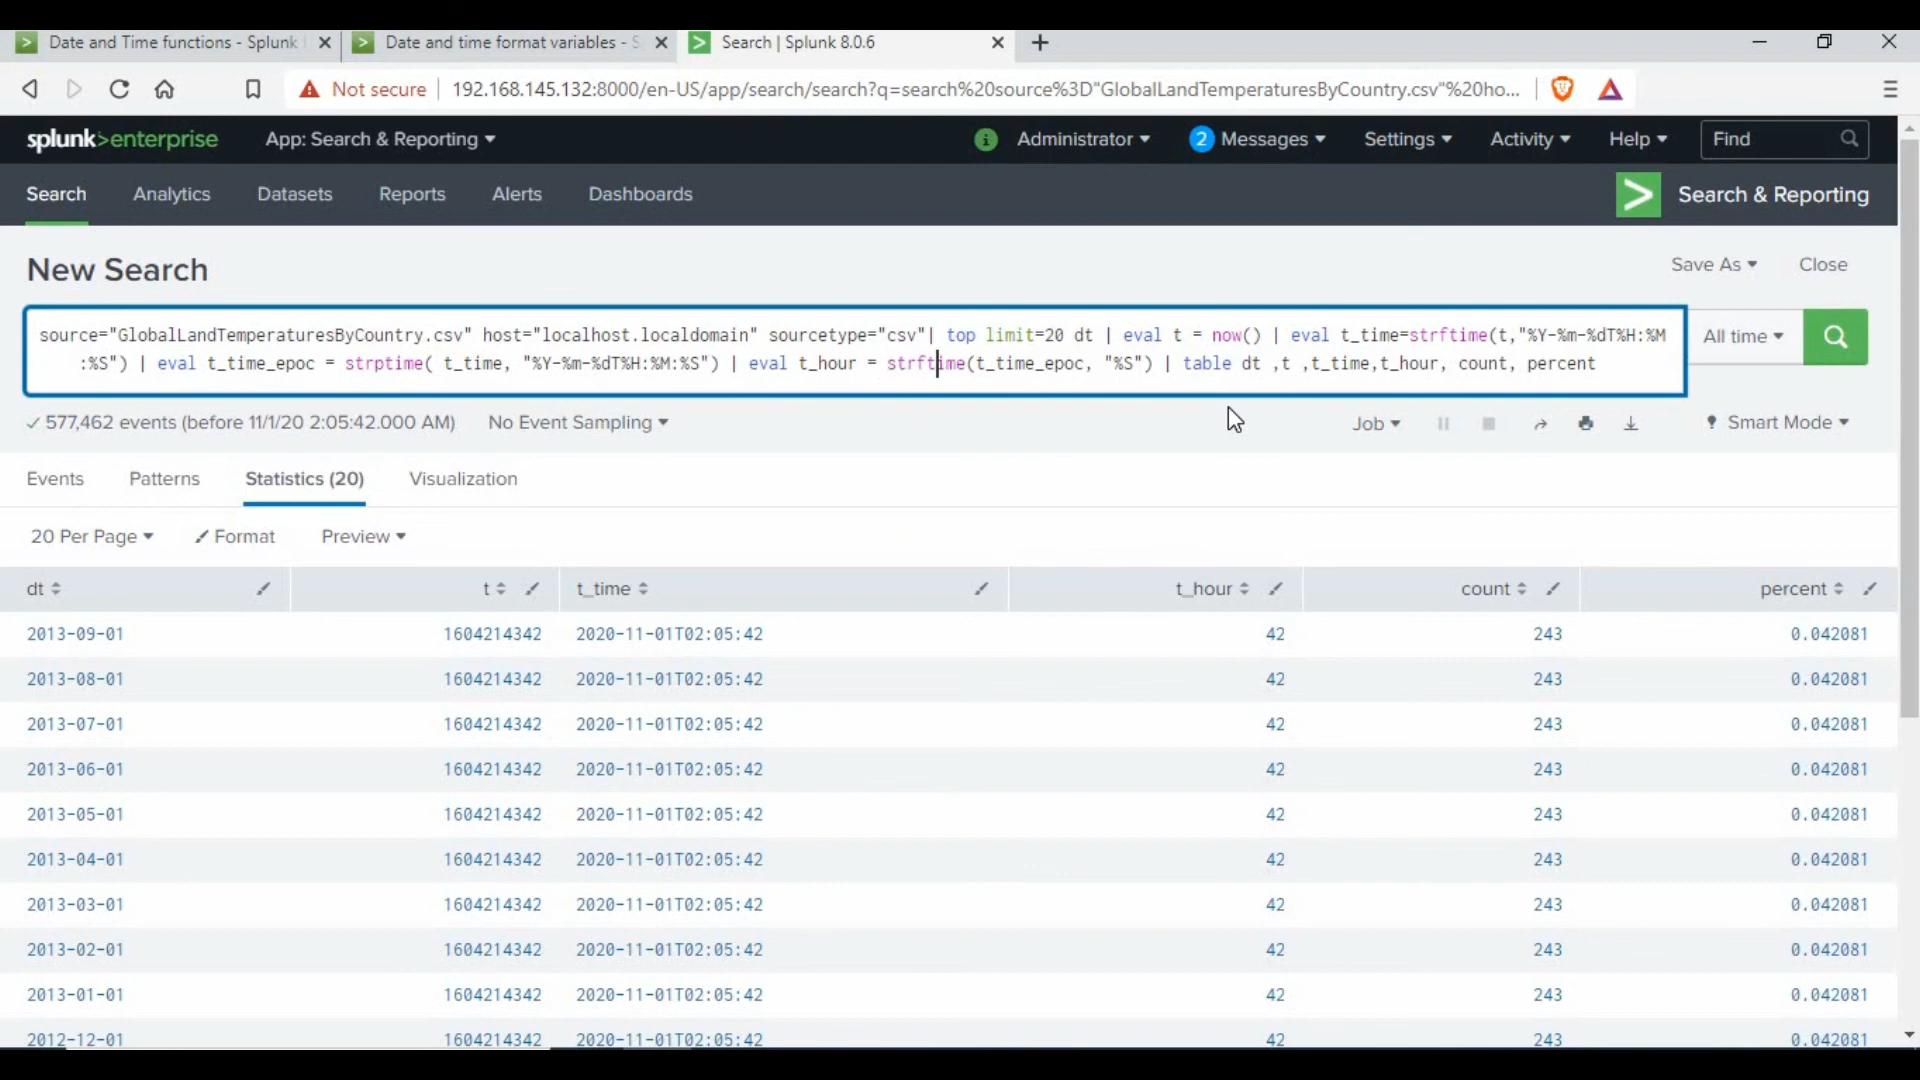 Date and Time functions - Splunk
Date and time format variables - S
Search | Splunk 8.0.6
Not secure
192.168.145.132:8000/en-US/app/search/search?q=search%20source%3D"GlobalLandTemperaturesByCountry.csv"%20ho...
splunk>enterprise
App: Search & Reporting
i
Administrator
2
Messages
Settings
Activity
Help
Find
Search
Analytics
Datasets
Reports
Alerts
Dashboards
Search & Reporting
New Search
Save As
Close
source="GlobalLandTemperaturesByCountry.csv" host="localhost.localdomain" sourcetype="csv"| top limit=20 dt | eval t = now() | eval t_time=strftime(t,"%Y-%m-%dT%H:%M
:%S") | eval t_time_epoc = strptime( t_time, "%Y-%m-%dT%H:%M:%S") | eval t_hour = strftime(t_time_epoc, "%S") | table dt ,t ,t_time,t_hour, count, percent
All time
577,462 events (before 11/1/20 2:05:42.000 AM)
No Event Sampling
Job
Smart Mode
Events
Patterns
Statistics (20)
Visualization
20 Per Page
Format
Preview
dt t t_time t_hour count percent
2013-09-01 1604214342 2020-11-01T02:05:42 42 243 0.042081
2013-08-01 1604214342 2020-11-01T02:05:42 42 243 0.042081
2013-07-01 1604214342 2020-11-01T02:05:42 42 243 0.042081
2013-06-01 1604214342 2020-11-01T02:05:42 42 243 0.042081
2013-05-01 1604214342 2020-11-01T02:05:42 42 243 0.042081
2013-04-01 1604214342 2020-11-01T02:05:42 42 243 0.042081
2013-03-01 1604214342 2020-11-01T02:05:42 42 243 0.042081
2013-02-01 1604214342 2020-11-01T02:05:42 42 243 0.042081
2013-01-01 1604214342 2020-11-01T02:05:42 42 243 0.042081
2012-12-01 1604214342 2020-11-01T02:05:42 42 243 0.042081